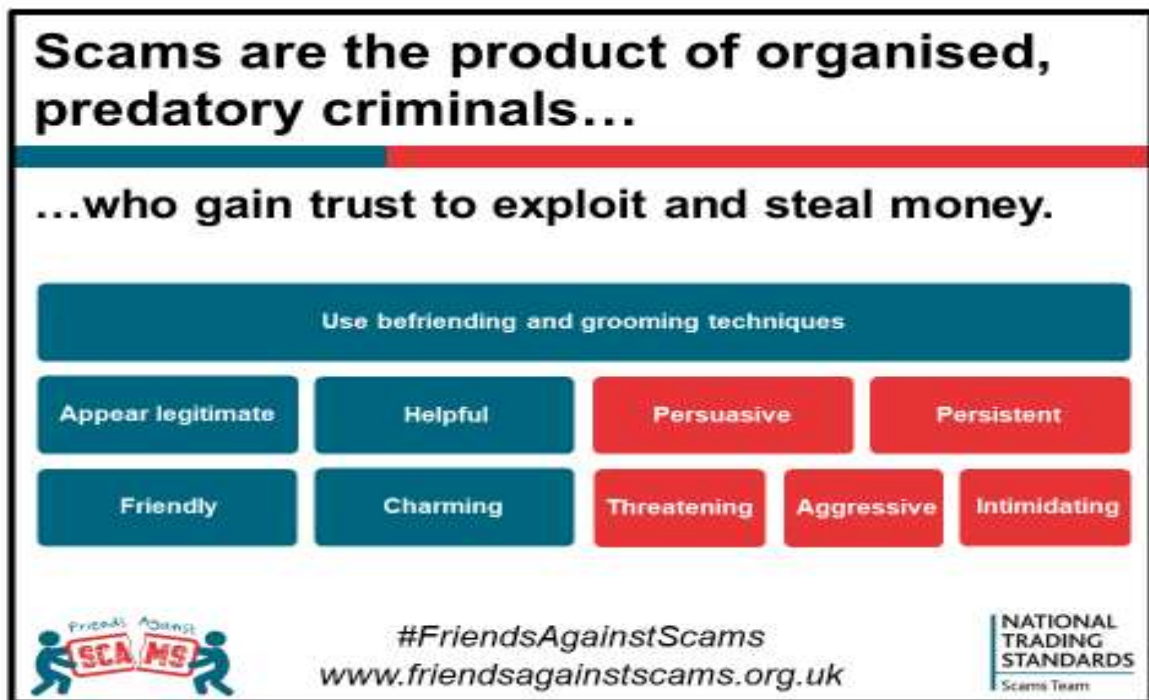 Scams are the product of organised,
predatory criminals…
…who gain trust to exploit and steal money.
Use befriending and grooming techniques
Appear legitimate
Helpful
Persuasive
Persistent
Friendly
Charming
Threatening
Aggressive
Intimidating
Friends Against
SCAMS
#FriendsAgainstScams
www.friendsagainstscams.org.uk
NATIONAL
TRADING
STANDARDS
Scams Team